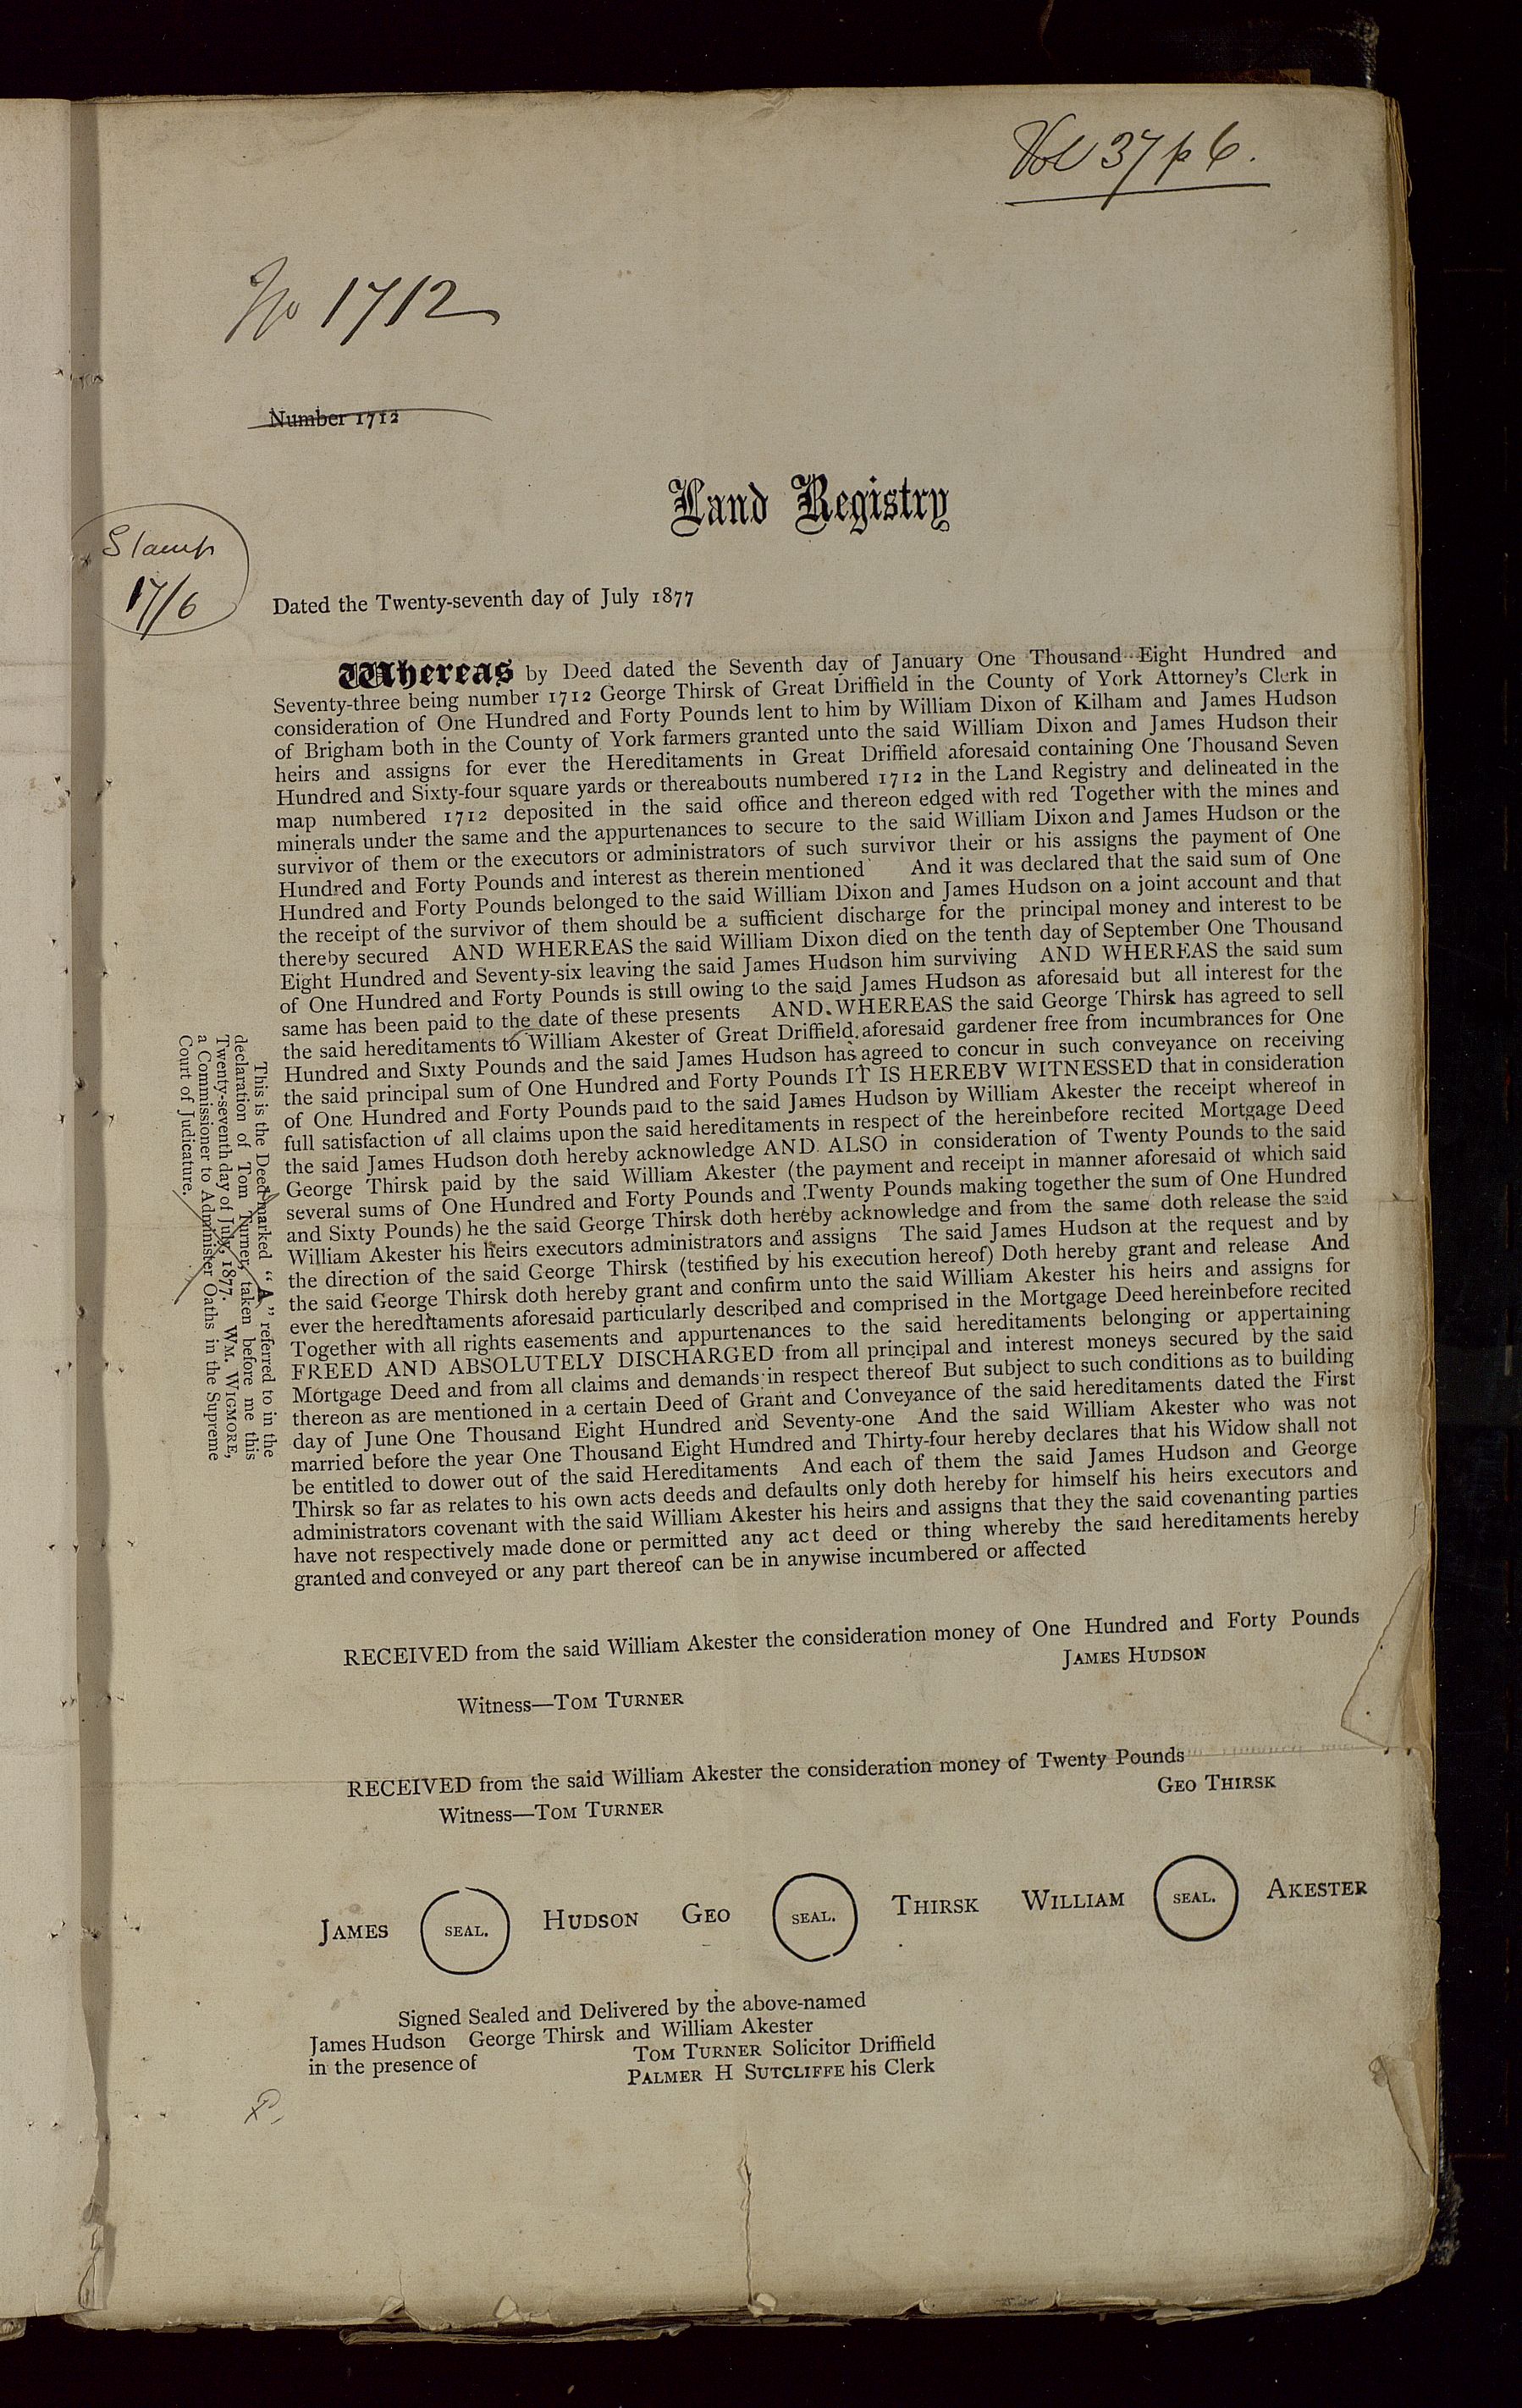 Vol 37 p 6.
No 1712
Number 1712
Land Registry
Stamp
17/6
Dated the Twenty-seventh day of July 1877
Whereas by Deed dated the Seventh day of January One Thousand Eight Hundred and
Seventy-three being number 1712 George Thirsk of Great Driffield in the County of York Attorney's Clerk in
consideration of One Hundred and Forty Pounds lent to him by William Dixon of Kilham and James Hudson
of Brigham both in the County of York farmers granted unto the said William Dixon and James Hudson their
heirs and assigns for ever the Hereditaments in Great Driffield aforesaid containing One Thousand Seven
Hundred and Sixty-four square yards or thereabouts numbered 1712 in the Land Registry and delineated in the
map numbered 1712 deposited in the said office and thereon edged with red Together with the mines and
minerals under the same and the appurtenances to secure to the said William Dixon and James Hudson or the
survivor of them or the executors or administrators of such survivor their or his assigns the payment of One
Hundred and Forty Pounds and interest as therein mentioned And it was declared that the said sum of One
Hundred and Forty Pounds belonged to the said William Dixon and James Hudson on a joint account and that
the receipt of the survivor of them should be a sufficient discharge for the principal money and interest to be
thereby secured AND WHEREAS the said William Dixon died on the tenth day of September One Thousand
Eight Hundred and Seventy-six leaving the said James Hudson him surviving AND WHEREAS the said sum
of One Hundred and Forty Pounds is still owing to the said James Hudson as aforesaid but all interest for the
same has been paid to the date of these presents AND WHEREAS the said George Thirsk has agreed to sell
the said hereditaments to William Akester of Great Driffield aforesaid gardener free from incumbrances for One
Hundred and Sixty Pounds and the said James Hudson has agreed to concur in such conveyance on receiving
the said principal sum of One Hundred and Forty Pounds IT IS HEREBY WITNESSED that in consideration
of One Hundred and Forty Pounds paid to the said James Hudson by William Akester the receipt whereof in
full satisfaction of all claims upon the said hereditaments in respect of the hereinbefore recited Mortgage Deed
the said James Hudson doth hereby acknowledge AND ALSO in consideration of Twenty Pounds to the said
George Thirsk paid by the said William Akester (the payment and receipt in manner aforesaid of which said
several sums of One Hundred and Forty Pounds and Twenty Pounds making together the sum of One Hundred
and Sixty Pounds) he the said George Thirsk doth hereby acknowledge and from the same doth release the said
William Akester his heirs executors administrators and assigns The said James Hudson at the request and by
the direction of the said George Thirsk (testified by his execution hereof) Doth hereby grant and release And
the said George Thirsk doth hereby grant and confirm unto the said William Akester his heirs and assigns for
ever the hereditaments aforesaid particularly described and comprised in the Mortgage Deed hereinbefore recited
Together with all rights easements and appurtenances to the said hereditaments belonging or appertaining
FREED AND ABSOLUTELY DISCHARGED from all principal and interest moneys secured by the said
Mortgage Deed and from all claims and demands in respect thereof But subject to such conditions as to building
thereon as are mentioned in a certain Deed of Grant and Conveyance of the said hereditaments dated the First
day of June One Thousand Eight Hundred and Seventy-one And the said William Akester who was not
married before the year One Thousand Eight Hundred and Thirty-four hereby declares that his Widow shall not
be entitled to dower out of the said Hereditaments And each of them the said James Hudson and George
Thirsk so far as relates to his own acts deeds and defaults only doth hereby for himself his heirs executors and
administrators covenant with the said William Akester his heirs and assigns that they the said covenanting parties
have not respectively made done or permitted any act deed or thing whereby the said hereditaments hereby
granted and conveyed or any part thereof can be in anywise incumbered or affected
This is the Deed marked "A" referred to in the
declaration of Tom Turner, taken before me this
Twenty-seventh day of July, 1877. WM. WIGMORE,
a Commissioner to Administer Oaths in the Supreme
Court of Judicature.
RECEIVED from the said William Akester the consideration money of One Hundred and Forty Pounds
JAMES HUDSON
Witness—TOM TURNER
RECEIVED from the said William Akester the consideration money of Twenty Pounds
GEO THIRSK
Witness—TOM TURNER
JAMES SEAL. HUDSON GEO SEAL. THIRSK WILLIAM SEAL. AKESTER
Signed Sealed and Delivered by the above-named
James Hudson George Thirsk and William Akester
in the presence of TOM TURNER Solicitor Driffield
PALMER H SUTCLIFFE his Clerk